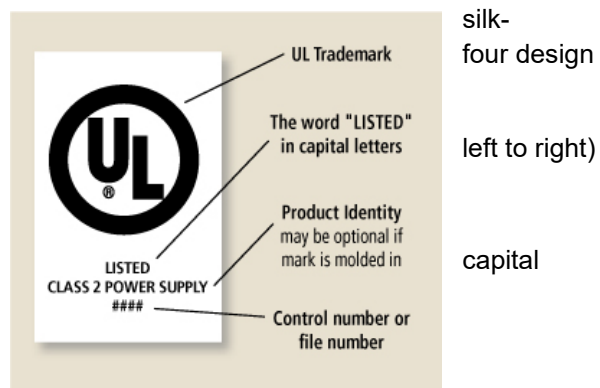 silk-
four design
left to right)
capital
UL Trademark
The word "LISTED"
in capital letters
Product Identity
may be optional if
mark is molded in
Control number or
file number
UL
®
LISTED
CLASS 2 POWER SUPPLY
####